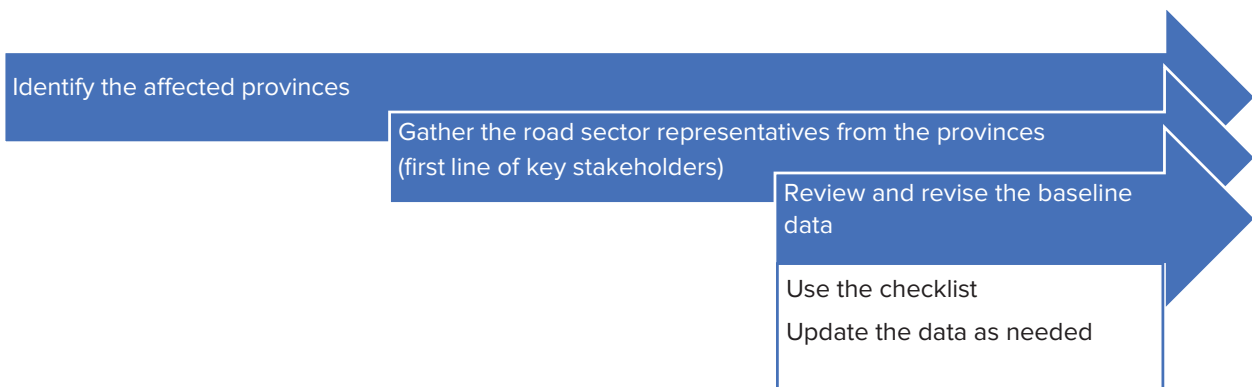 Identify the affected provinces
Gather the road sector representatives from the provinces
(first line of key stakeholders)
Review and revise the baseline
data
Use the checklist
Update the data as needed